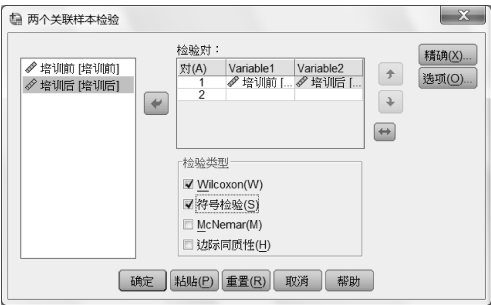 两个关联样本检验
检验对：
培训前 [培训前]
培训后 [培训后]
对(A) Variable1 Variable2
1 培训前 [... 培训后 [...
2
精确(X)...
选项(O)...
检验类型
Wilcoxon(W)
符号检验(S)
McNemar(M)
边际同质性(H)
确定 粘贴(P) 重置(R) 取消 帮助